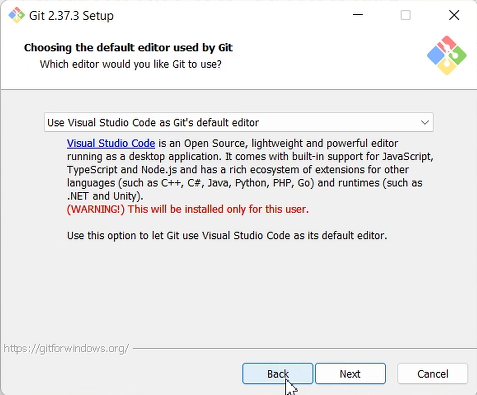 Git 2.37.3 Setup
Choosing the default editor used by Git
Which editor would you like Git to use?
Use Visual Studio Code as Git's default editor
Visual Studio Code is an Open Source, lightweight and powerful editor
running as a desktop application. It comes with built-in support for JavaScript,
TypeScript and Node.js and has a rich ecosystem of extensions for other
languages (such as C++, C#, Java, Python, PHP, Go) and runtimes (such as
.NET and Unity).
(WARNING!) This will be installed only for this user.
Use this option to let Git use Visual Studio Code as its default editor.
https://gitforwindows.org/
Back Next Cancel